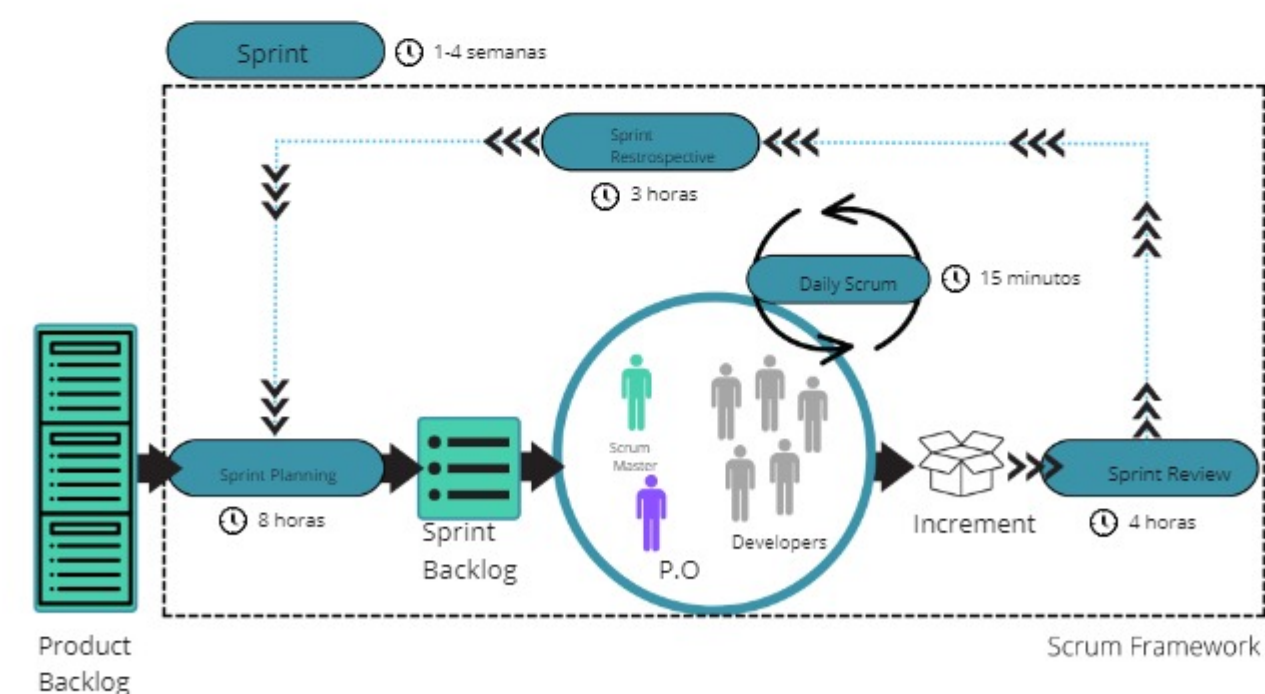 Sprint
1-4 semanas
Sprint
Restrospective
3 horas
Daily Scrum
15 minutos
Scrum
Master
Sprint Planning
Sprint Review
8 horas
4 horas
Increment
Sprint
Backlog
Developers
P.O
Product
Backlog
Scrum Framework